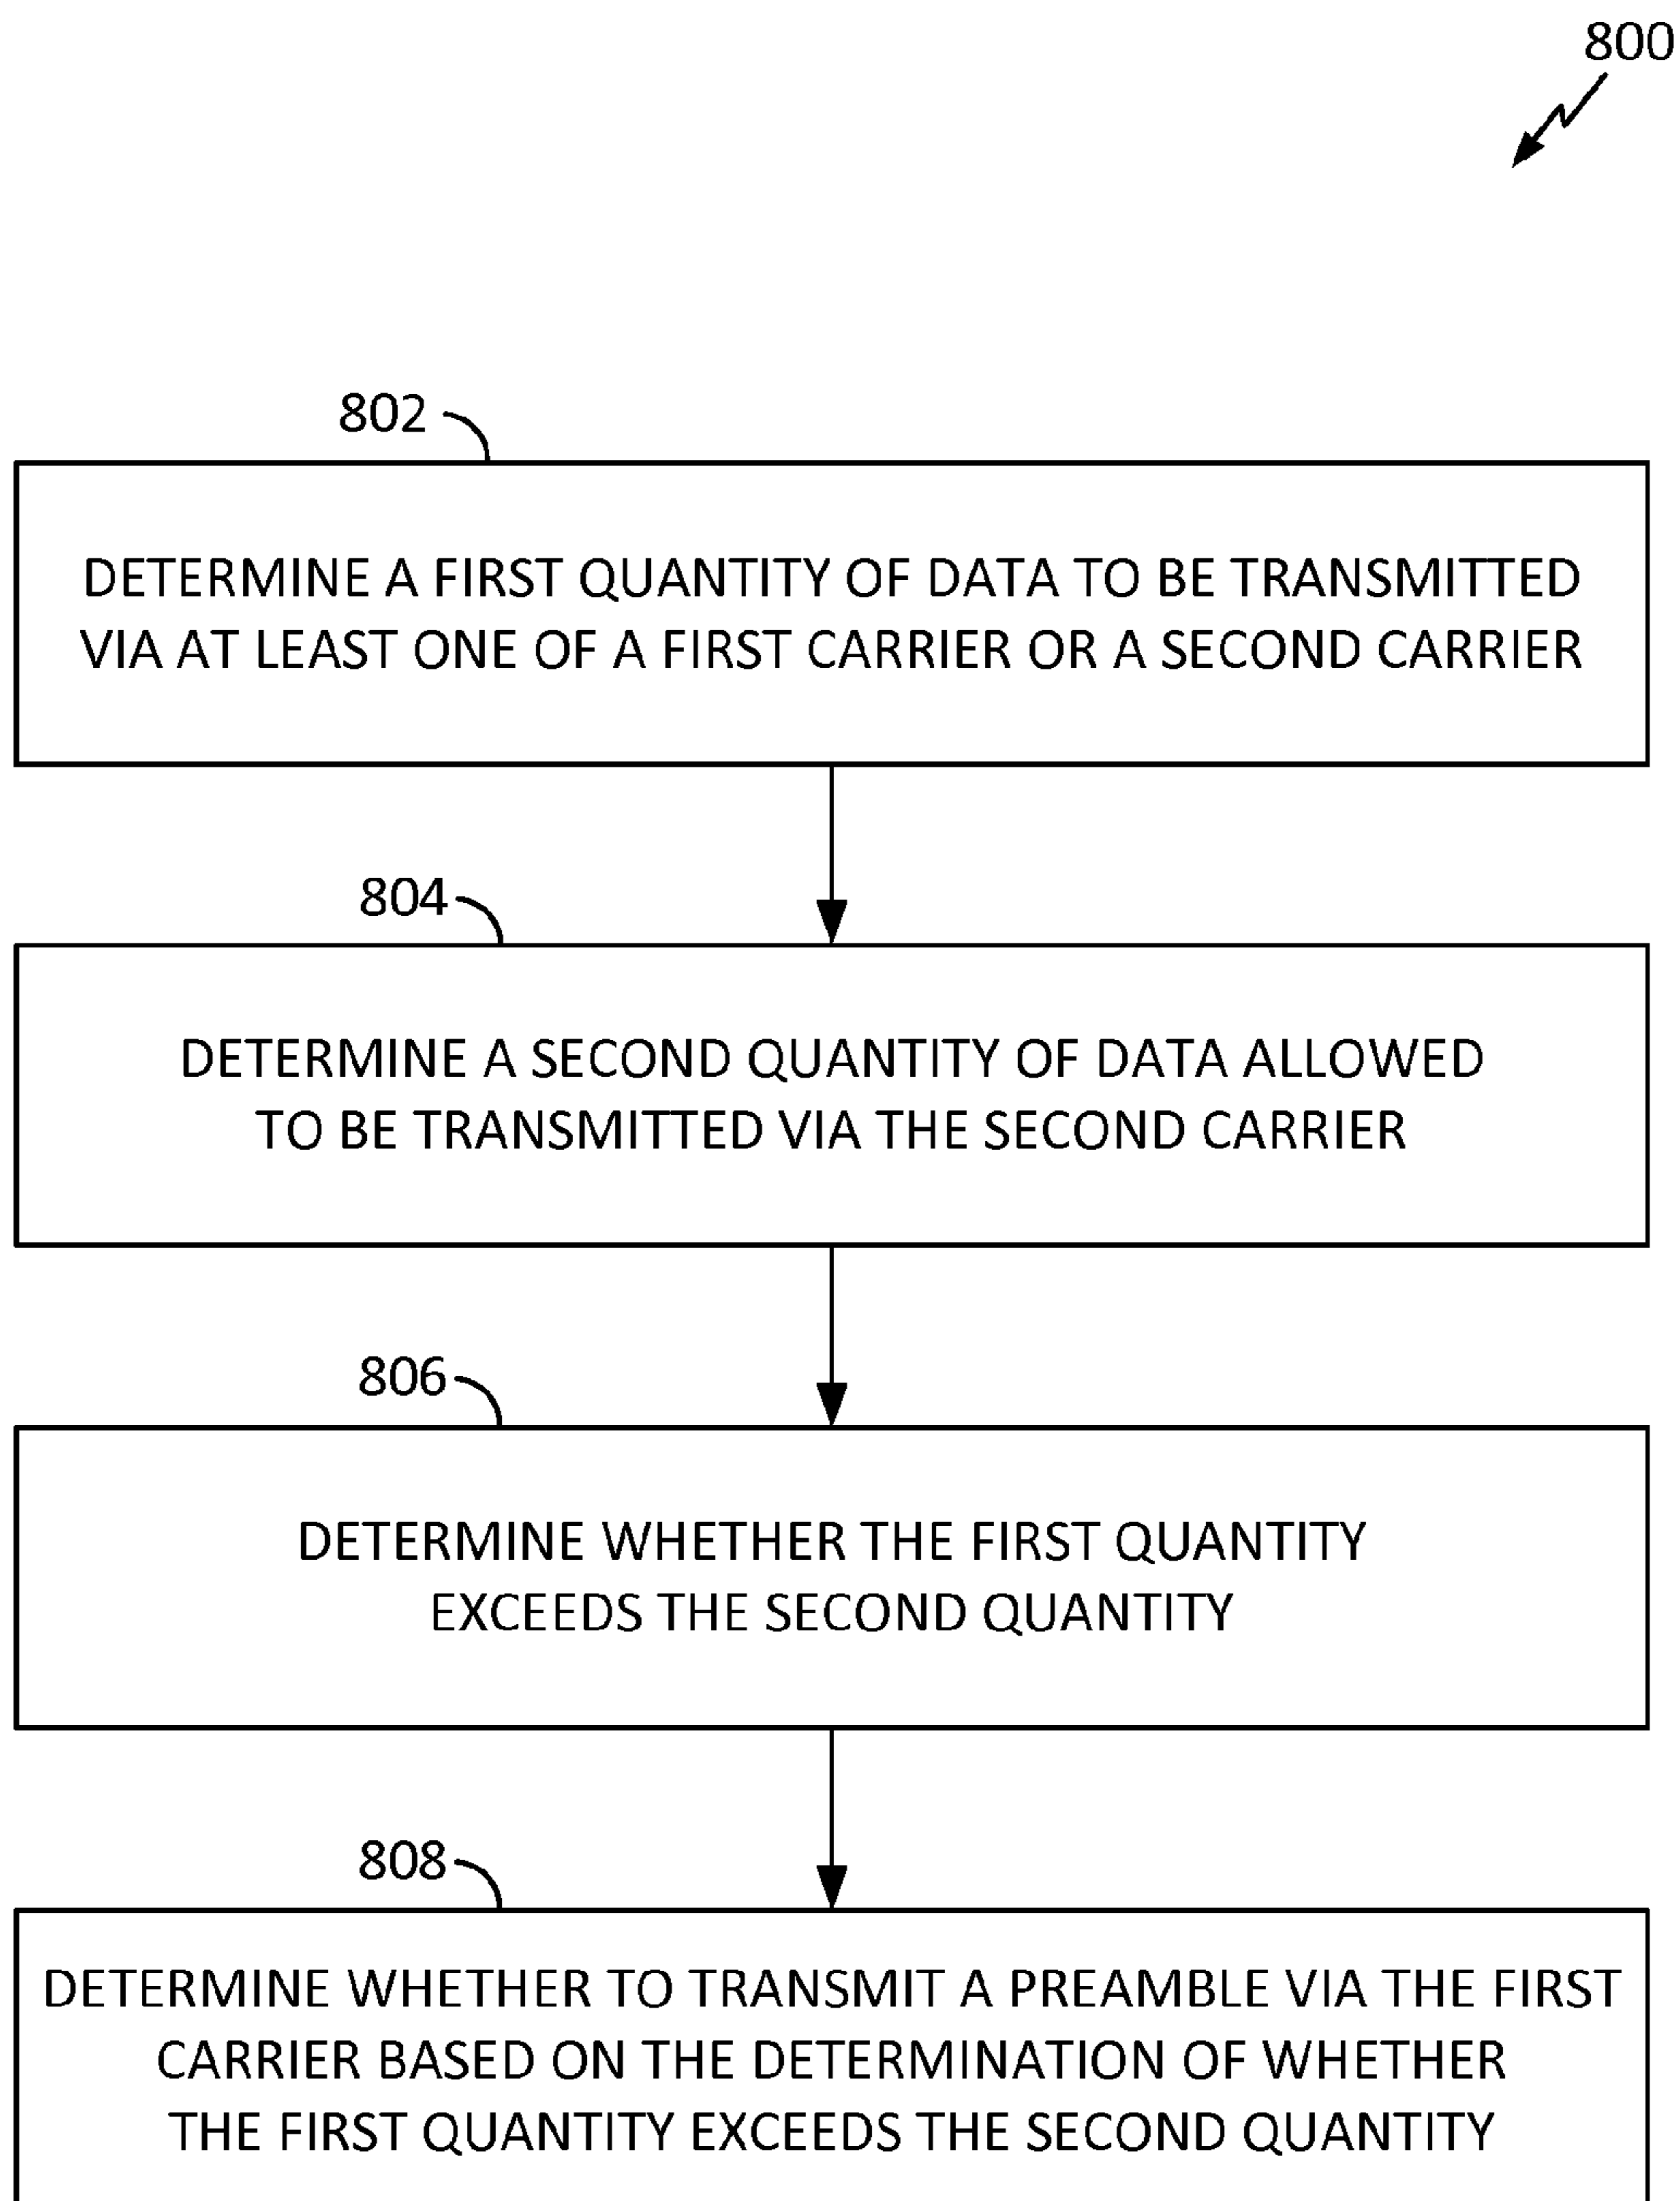 800
802
DETERMINE A FIRST QUANTITY OF DATA TO BE TRANSMITTED
VIA AT LEAST ONE OF A FIRST CARRIER OR A SECOND CARRIER
804
DETERMINE A SECOND QUANTITY OF DATA ALLOWED
TO BE TRANSMITTED VIA THE SECOND CARRIER
806
DETERMINE WHETHER THE FIRST QUANTITY
EXCEEDS THE SECOND QUANTITY
808
DETERMINE WHETHER TO TRANSMIT A PREAMBLE VIA THE FIRST
CARRIER BASED ON THE DETERMINATION OF WHETHER
THE FIRST QUANTITY EXCEEDS THE SECOND QUANTITY